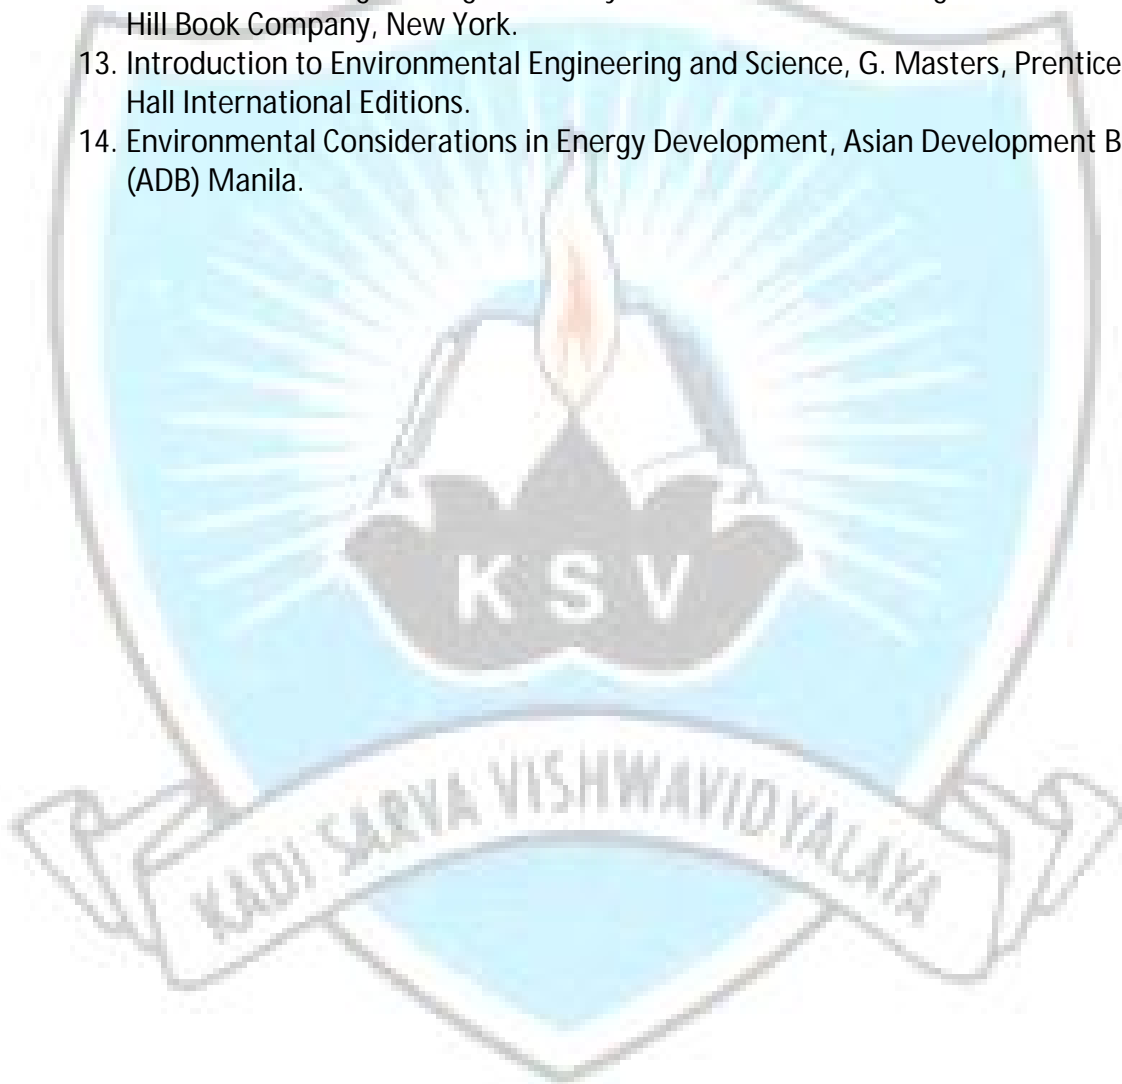 Hill Book Company, New York.
13. Introduction to Environmental Engineering and Science, G. Masters, Prentice
Hall International Editions.
14. Environmental Considerations in Energy Development, Asian Development B
(ADB) Manila.
KSV
KADI SARVA VISHWAVIDYALAYA